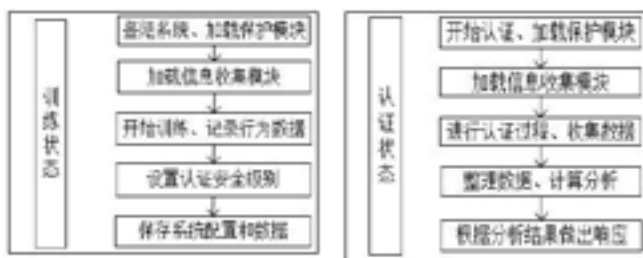 训练状态
登陆系统、加载保护模块
加载信息收集模块
开始训练、记录行为数据
设置认证安全级别
保存系统配置和数据
认证状态
开始认证、加载保护模块
加载信息收集模块
进行认证过程、收集数据
整理数据、计算分析
根据分析结果做出响应